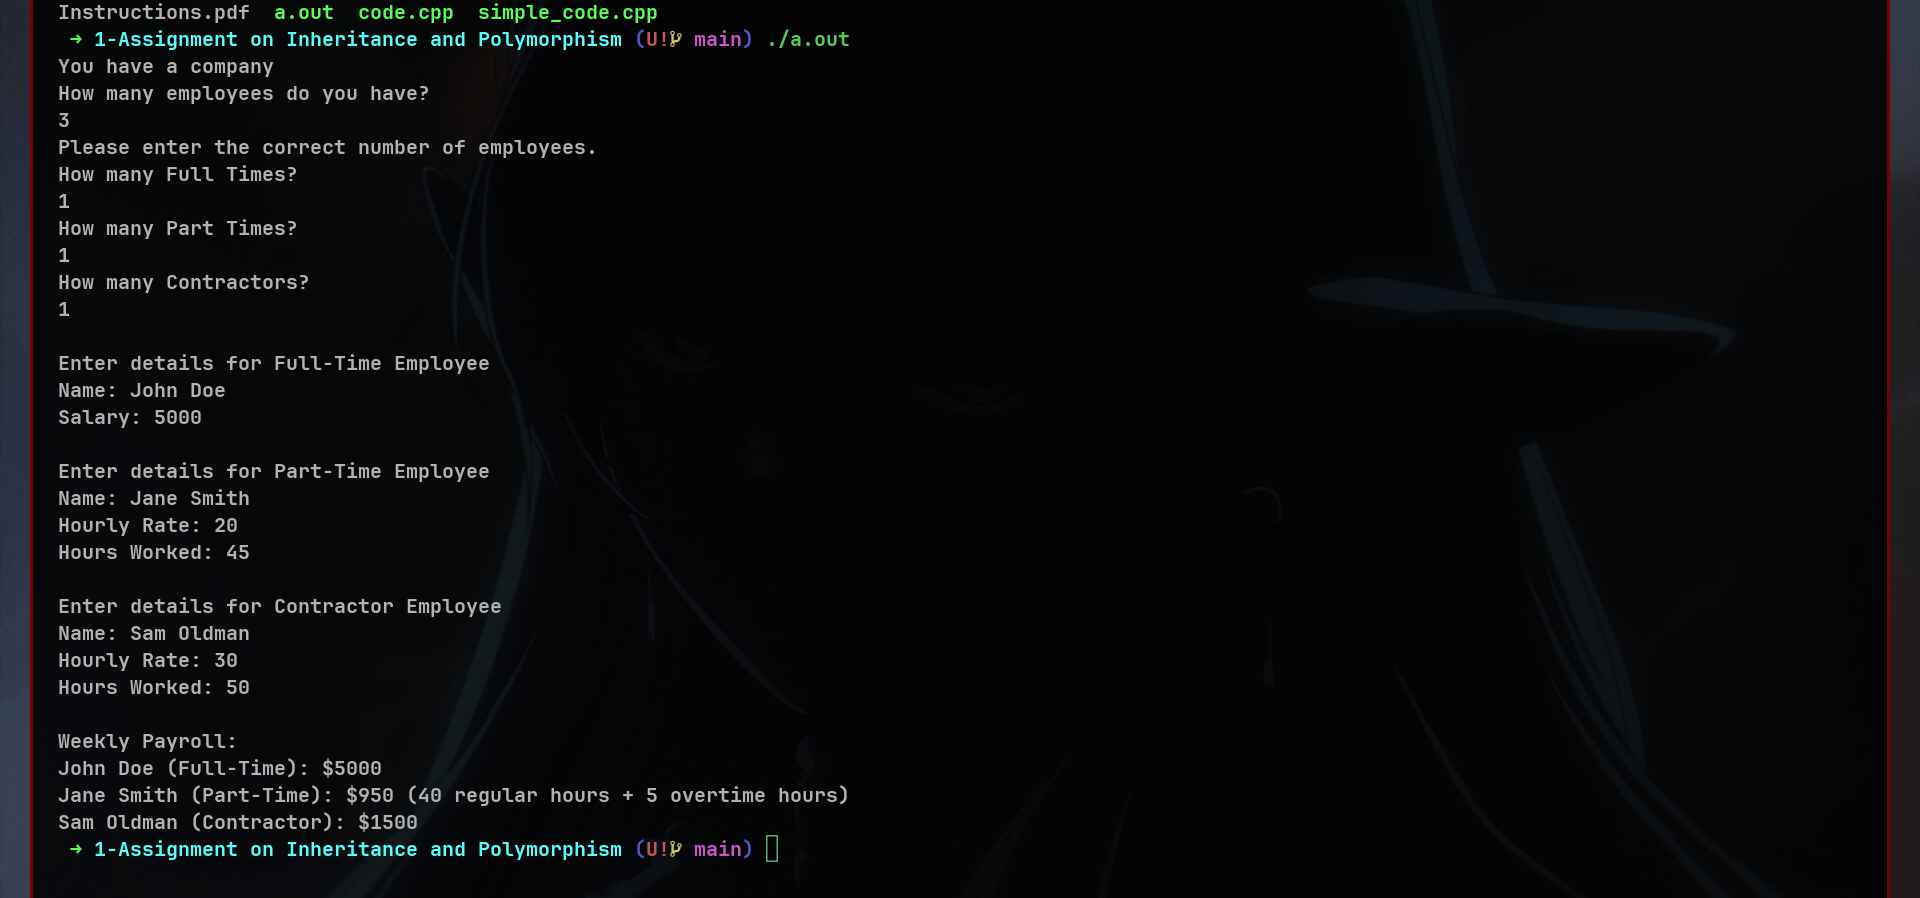 Instructions.pdf  a.out  code.cpp  simple_code.cpp
➜ 1-Assignment on Inheritance and Polymorphism (U! main) ./a.out
You have a company
How many employees do you have?
3
Please enter the correct number of employees.
How many Full Times?
1
How many Part Times?
1
How many Contractors?
1
Enter details for Full-Time Employee
Name: John Doe
Salary: 5000
Enter details for Part-Time Employee
Name: Jane Smith
Hourly Rate: 20
Hours Worked: 45
Enter details for Contractor Employee
Name: Sam Oldman
Hourly Rate: 30
Hours Worked: 50
Weekly Payroll:
John Doe (Full-Time): $5000
Jane Smith (Part-Time): $950 (40 regular hours + 5 overtime hours)
Sam Oldman (Contractor): $1500
➜ 1-Assignment on Inheritance and Polymorphism (U! main)